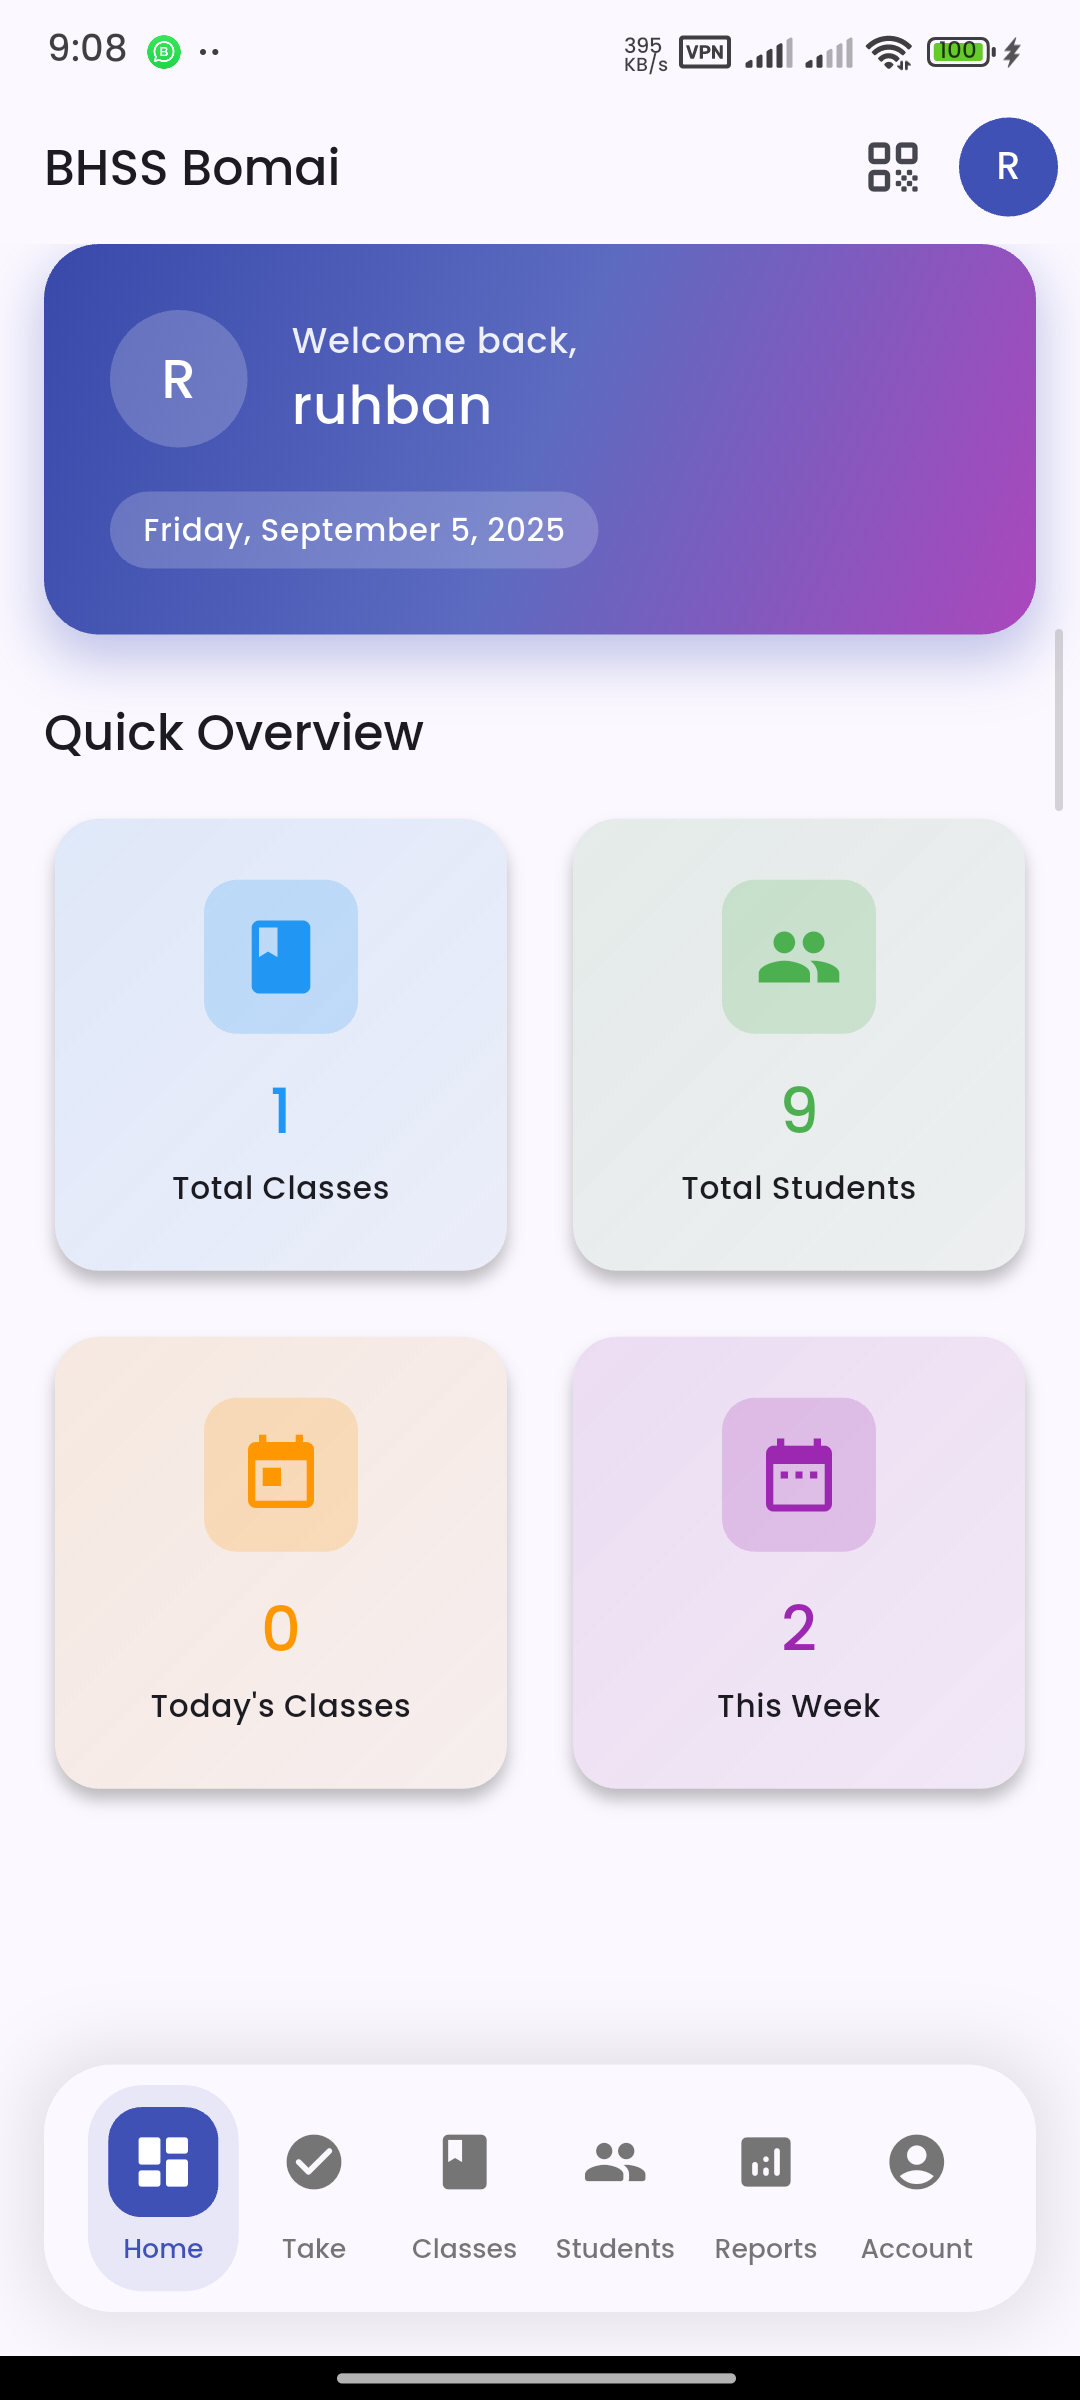 9:08
395
KB/s
VPN
100
BHSS Bomai
R
R
Welcome back,
ruhban
Friday, September 5, 2025
Quick Overview
1
Total Classes
9
Total Students
0
Today's Classes
2
This Week
Home
Take
Classes
Students
Reports
Account